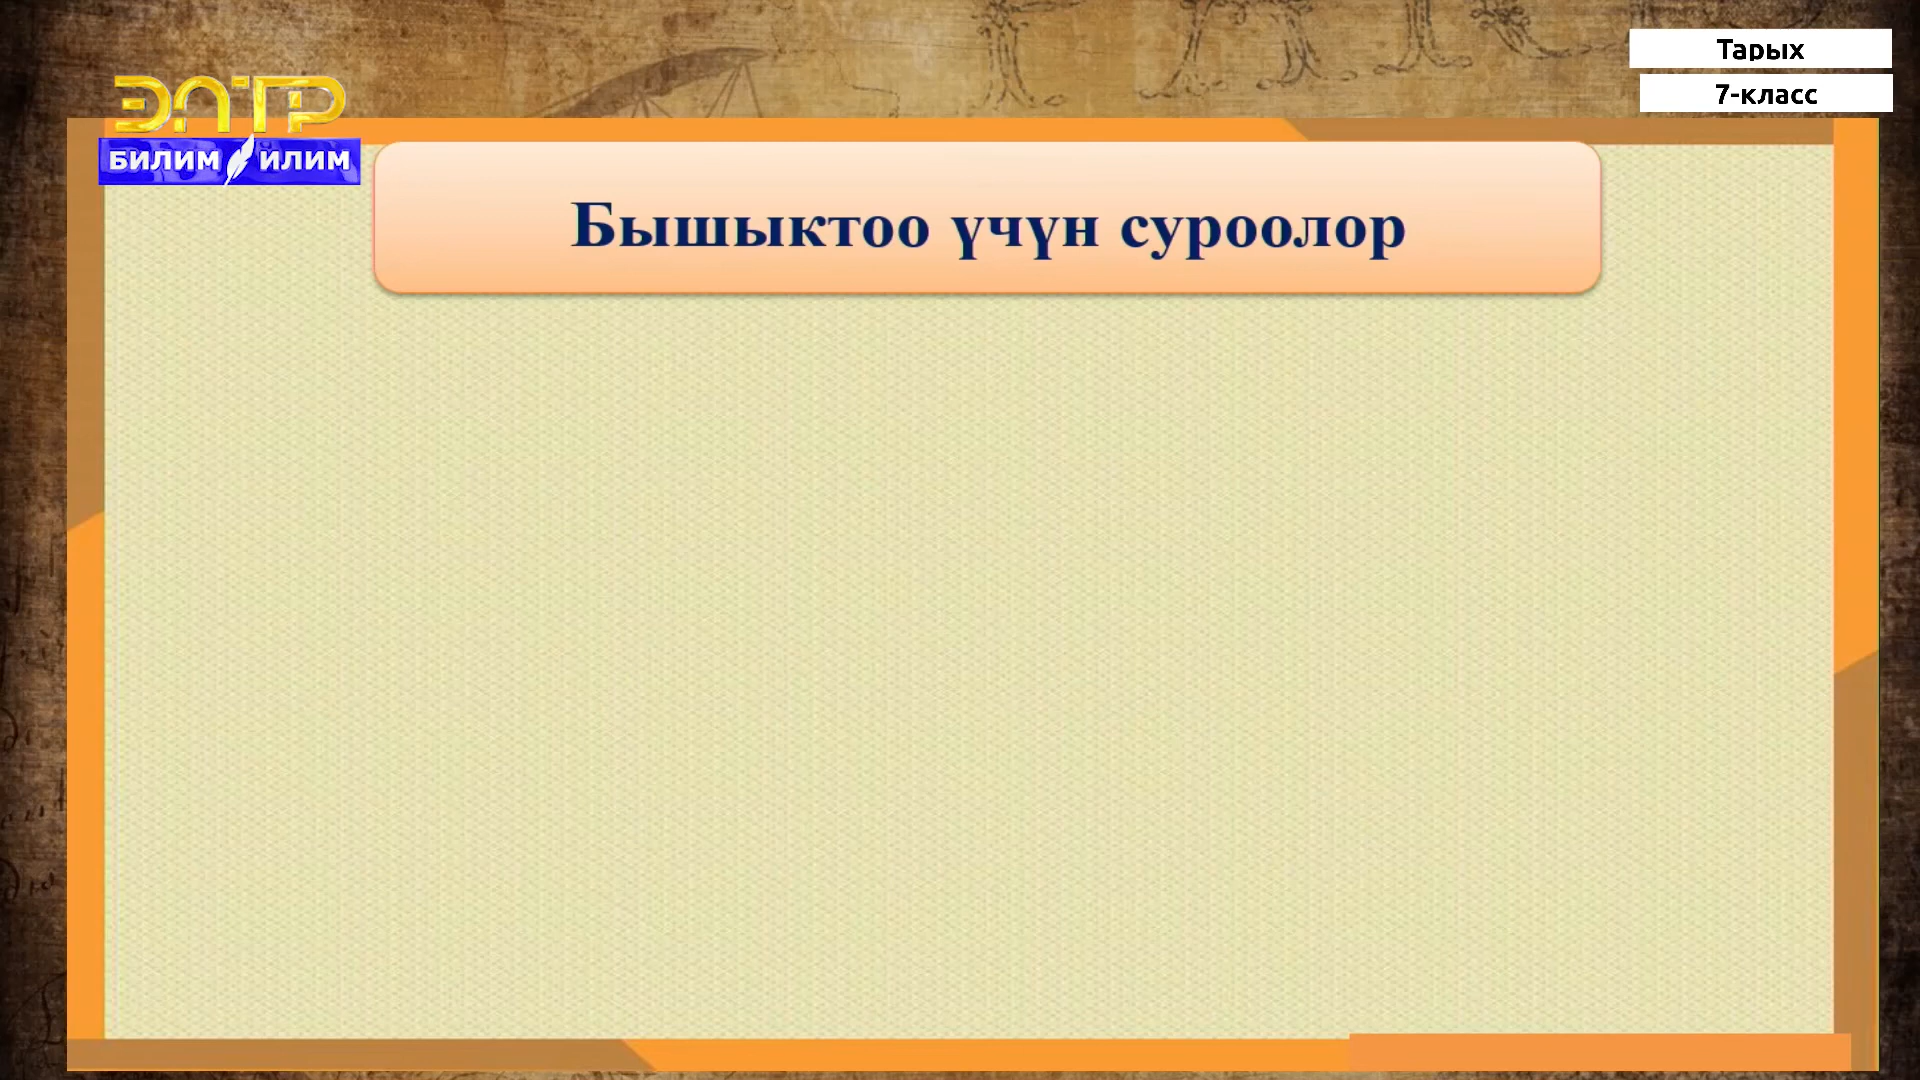 Тарых
7-класс
ЭЛТР
БИЛИМ ИЛИМ
Бышыктоо үчүн суроолор